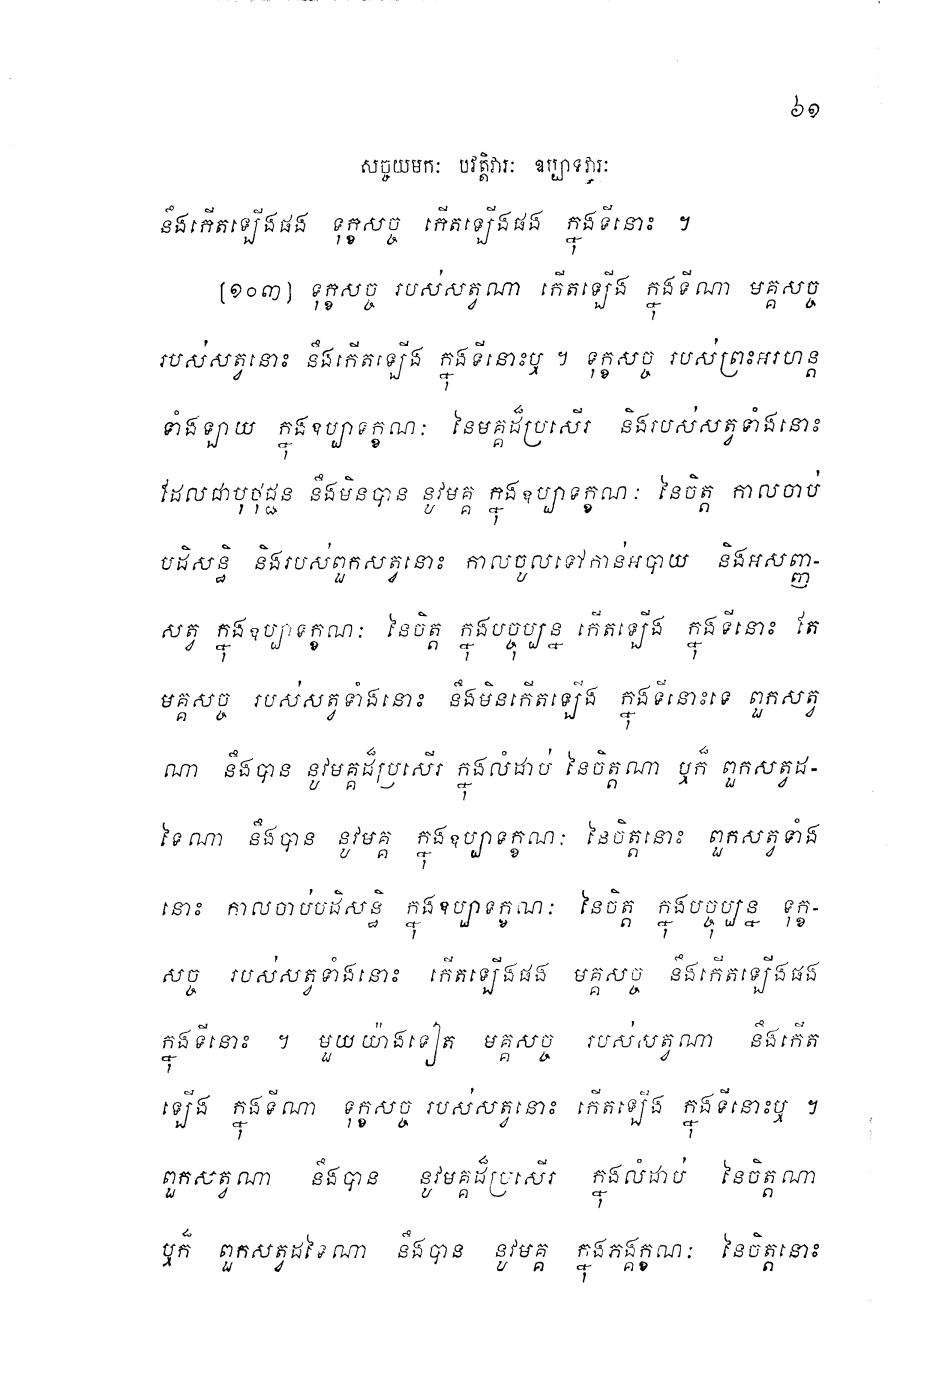 ៦១
សច្ចយមកៈ បវត្តិវារៈ ឧប្បាទវារៈ
នឹងកើតឡើងផង ទុក្ខសច្ច កើតឡើងផង ក្នុងទីនោះ ។
(១០៣) ទុក្ខសច្ច របស់សត្វណា កើតឡើង ក្នុងទីណា មគ្គសច្ច
របស់សត្វនោះ នឹងកើតឡើង ក្នុងទីនោះឬ ។ ទុក្ខសច្ច របស់ព្រះអរហន្ត
ទាំងឡាយ ក្នុងឧប្បាទក្ខណៈ នៃមគ្គដ៏ប្រសើរ និងរបស់សត្វទាំងនោះ
ដែលជាបុថុជ្ជន នឹងមិនបាន នូវមគ្គ ក្នុងឧប្បាទក្ខណៈ នៃចិត្ត កាលចាប់
បដិសន្ធិ និងរបស់ពួកសត្វនោះ កាលចូលទៅកាន់អបាយ និងអសញ្ញា-
សត្វ ក្នុងឧប្បាទក្ខណៈ នៃចិត្ត ក្នុងបច្ចុប្បន្ន កើតឡើង ក្នុងទីនោះ តែ
មគ្គសច្ច របស់សត្វទាំងនោះ នឹងមិនកើតឡើង ក្នុងទីនោះទេ ពួកសត្វ
ណា នឹងបាន នូវមគ្គដ៏ប្រសើរ ក្នុងលំដាប់ នៃចិត្តណា ឬក៏ ពួកសត្វដ-
ទៃណា នឹងបាន នូវមគ្គ ក្នុងឧប្បាទក្ខណៈ នៃចិត្តនោះ ពួកសត្វទាំង
នោះ កាលចាប់បដិសន្ធិ ក្នុងឧប្បាទក្ខណៈ នៃចិត្ត ក្នុងបច្ចុប្បន្ន ទុក្ខ-
សច្ច របស់សត្វទាំងនោះ កើតឡើងផង មគ្គសច្ច នឹងកើតឡើងផង
ក្នុងទីនោះ ។ មួយយ៉ាងទៀត មគ្គសច្ច របស់សត្វណា នឹងកើត
ឡើង ក្នុងទីណា ទុក្ខសច្ច របស់សត្វនោះ កើតឡើង ក្នុងទីនោះឬ ។
ពួកសត្វណា នឹងបាន នូវមគ្គដ៏ប្រសើរ ក្នុងលំដាប់ នៃចិត្តណា
ឬក៏ ពួកសត្វដទៃណា នឹងបាន នូវមគ្គ ក្នុងភង្គក្ខណៈ នៃចិត្តនោះ